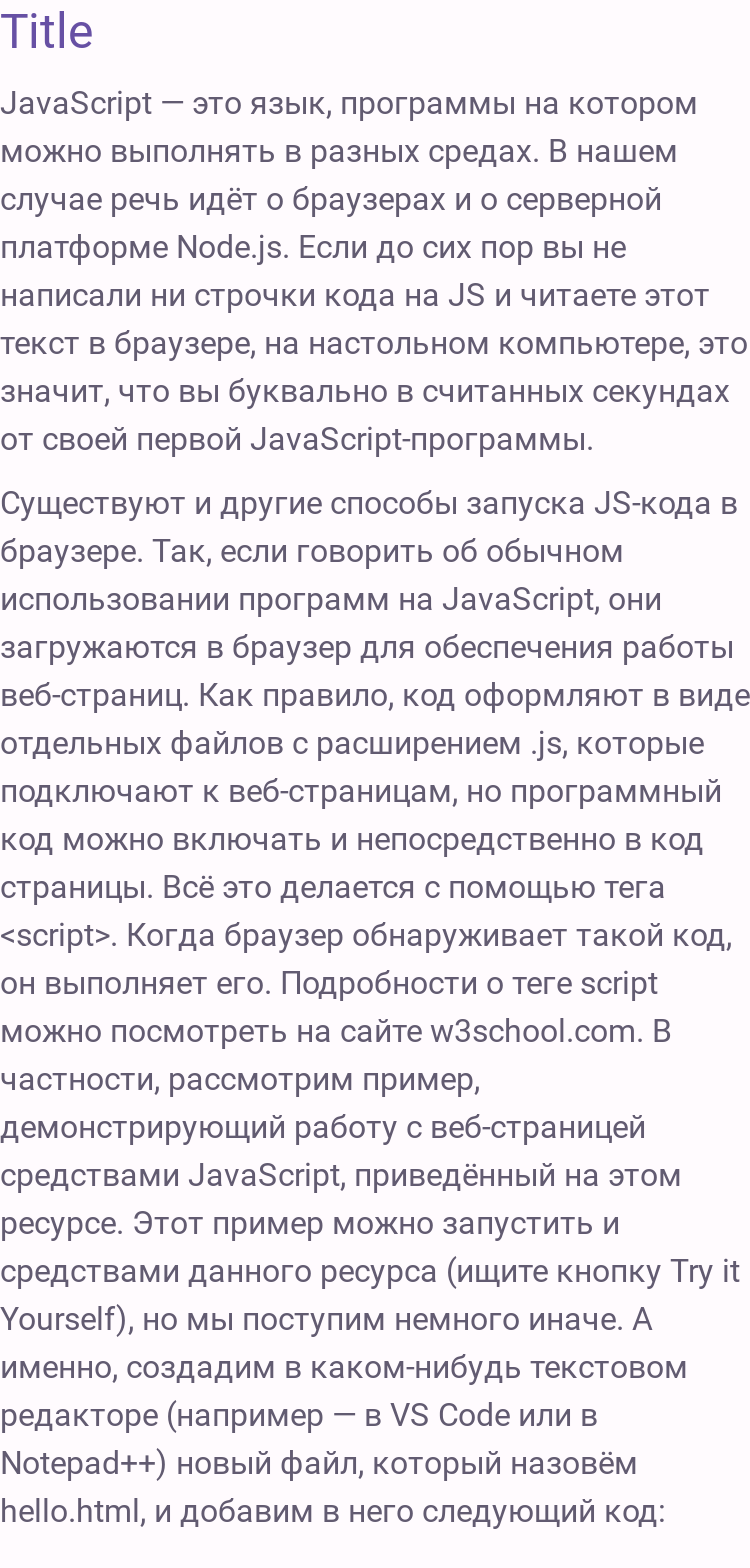 Title
JavaScript — это язык, программы на котором
можно выполнять в разных средах. В нашем
случае речь идёт о браузерах и о серверной
платформе Node.js. Если до сих пор вы не
написали ни строчки кода на JS и читаете этот
текст в браузере, на настольном компьютере, это
значит, что вы буквально в считанных секундах
от своей первой JavaScript-программы.
Существуют и другие способы запуска JS-кода в
браузере. Так, если говорить об обычном
использовании программ на JavaScript, они
загружаются в браузер для обеспечения работы
веб-страниц. Как правило, код оформляют в виде
отдельных файлов с расширением .js, которые
подключают к веб-страницам, но программный
код можно включать и непосредственно в код
страницы. Всё это делается с помощью тега
<script>. Когда браузер обнаруживает такой код,
он выполняет его. Подробности о теге script
можно посмотреть на сайте w3school.com. В
частности, рассмотрим пример,
демонстрирующий работу с веб-страницей
средствами JavaScript, приведённый на этом
ресурсе. Этот пример можно запустить и
средствами данного ресурса (ищите кнопку Try it
Yourself), но мы поступим немного иначе. А
именно, создадим в каком-нибудь текстовом
редакторе (например — в VS Code или в
Notepad++) новый файл, который назовём
hello.html, и добавим в него следующий код: